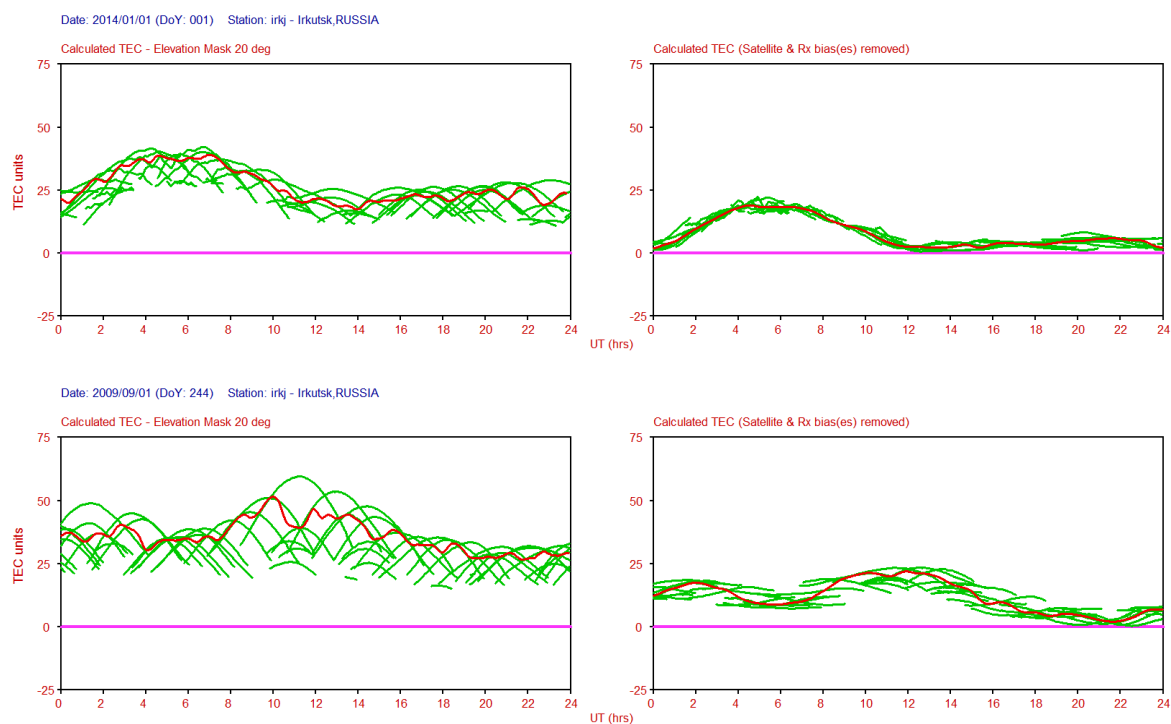 Date: 2014/01/01 (DoY: 001) Station: irkj - Irkutsk,RUSSIA
Calculated TEC - Elevation Mask 20 deg
Calculated TEC (Satellite & Rx bias(es) removed)
75
50
25
0
-25
TEC units
0 2 4 6 8 10 12 14 16 18 20 22 24
75
50
25
0
-25
0 2 4 6 8 10 12 14 16 18 20 22 24
UT (hrs)
Date: 2009/09/01 (DoY: 244) Station: irkj - Irkutsk,RUSSIA
Calculated TEC - Elevation Mask 20 deg
Calculated TEC (Satellite & Rx bias(es) removed)
75
50
25
0
-25
TEC units
0 2 4 6 8 10 12 14 16 18 20 22 24
75
50
25
0
-25
0 2 4 6 8 10 12 14 16 18 20 22 24
UT (hrs)